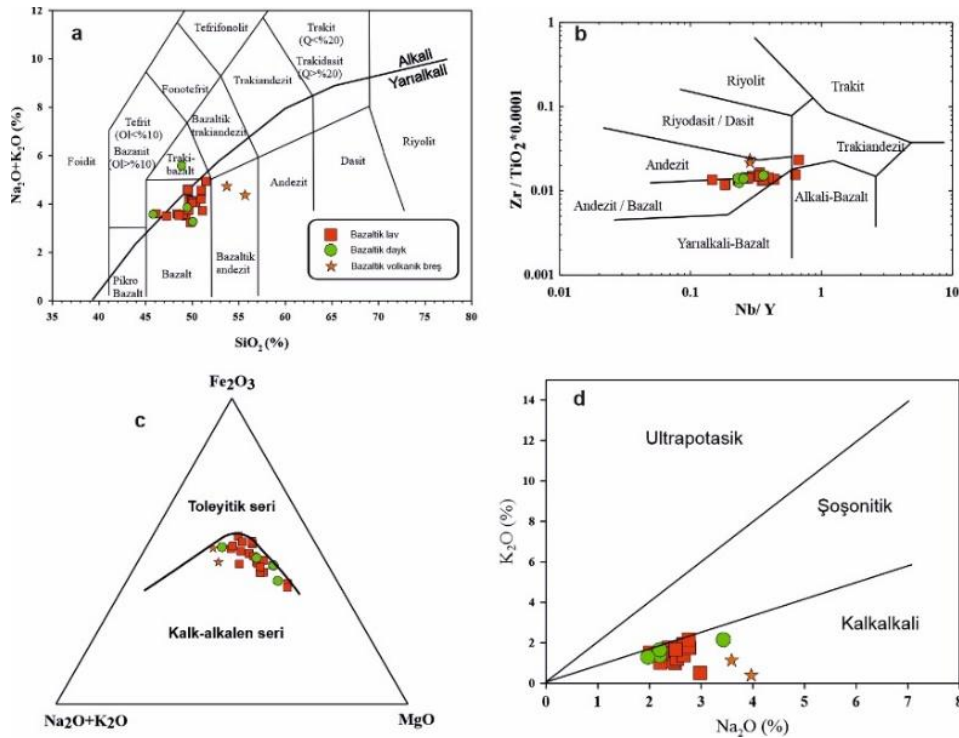 a
12
10
8
6
4
2
0
35
40
45
50
55
60
65
70
75
80
Na₂O+K₂O (%)
SiO₂ (%)
Tefrifonolit
Trakit
(Q<%20)
Trakidasit
(Q>%20)
Alkali
Yarıalkali
Fonotefrit
Trakiandezit
Tefrit
(Ol<%10)
Bazanit
(Ol>%10)
Bazaltik
trakiandezit
Foidit
Traki-
bazalt
Riyolit
Dasit
Andezit
Pikro
Bazalt
Bazalt
Bazaltik
andezit
Bazaltik lav
Bazaltik dayk
Bazaltik volkanik breş
b
1
0.1
0.01
0.001
0.01
0.1
1
10
Zr / TiO₂*0.0001
Nb/ Y
Riyolit
Trakit
Riyodasit / Dasit
Trakiandezit
Andezit
Andezit / Bazalt
Alkali-Bazalt
Yarıalkali-Bazalt
c
Fe₂O₃
Toleyitik seri
Kalk-alkalen seri
Na₂O+K₂O
MgO
d
14
12
10
8
6
4
2
0
0
1
2
3
4
5
6
7
8
K₂O (%)
Na₂O (%)
Ultrapotasik
Şoşonitik
Kalkalkali